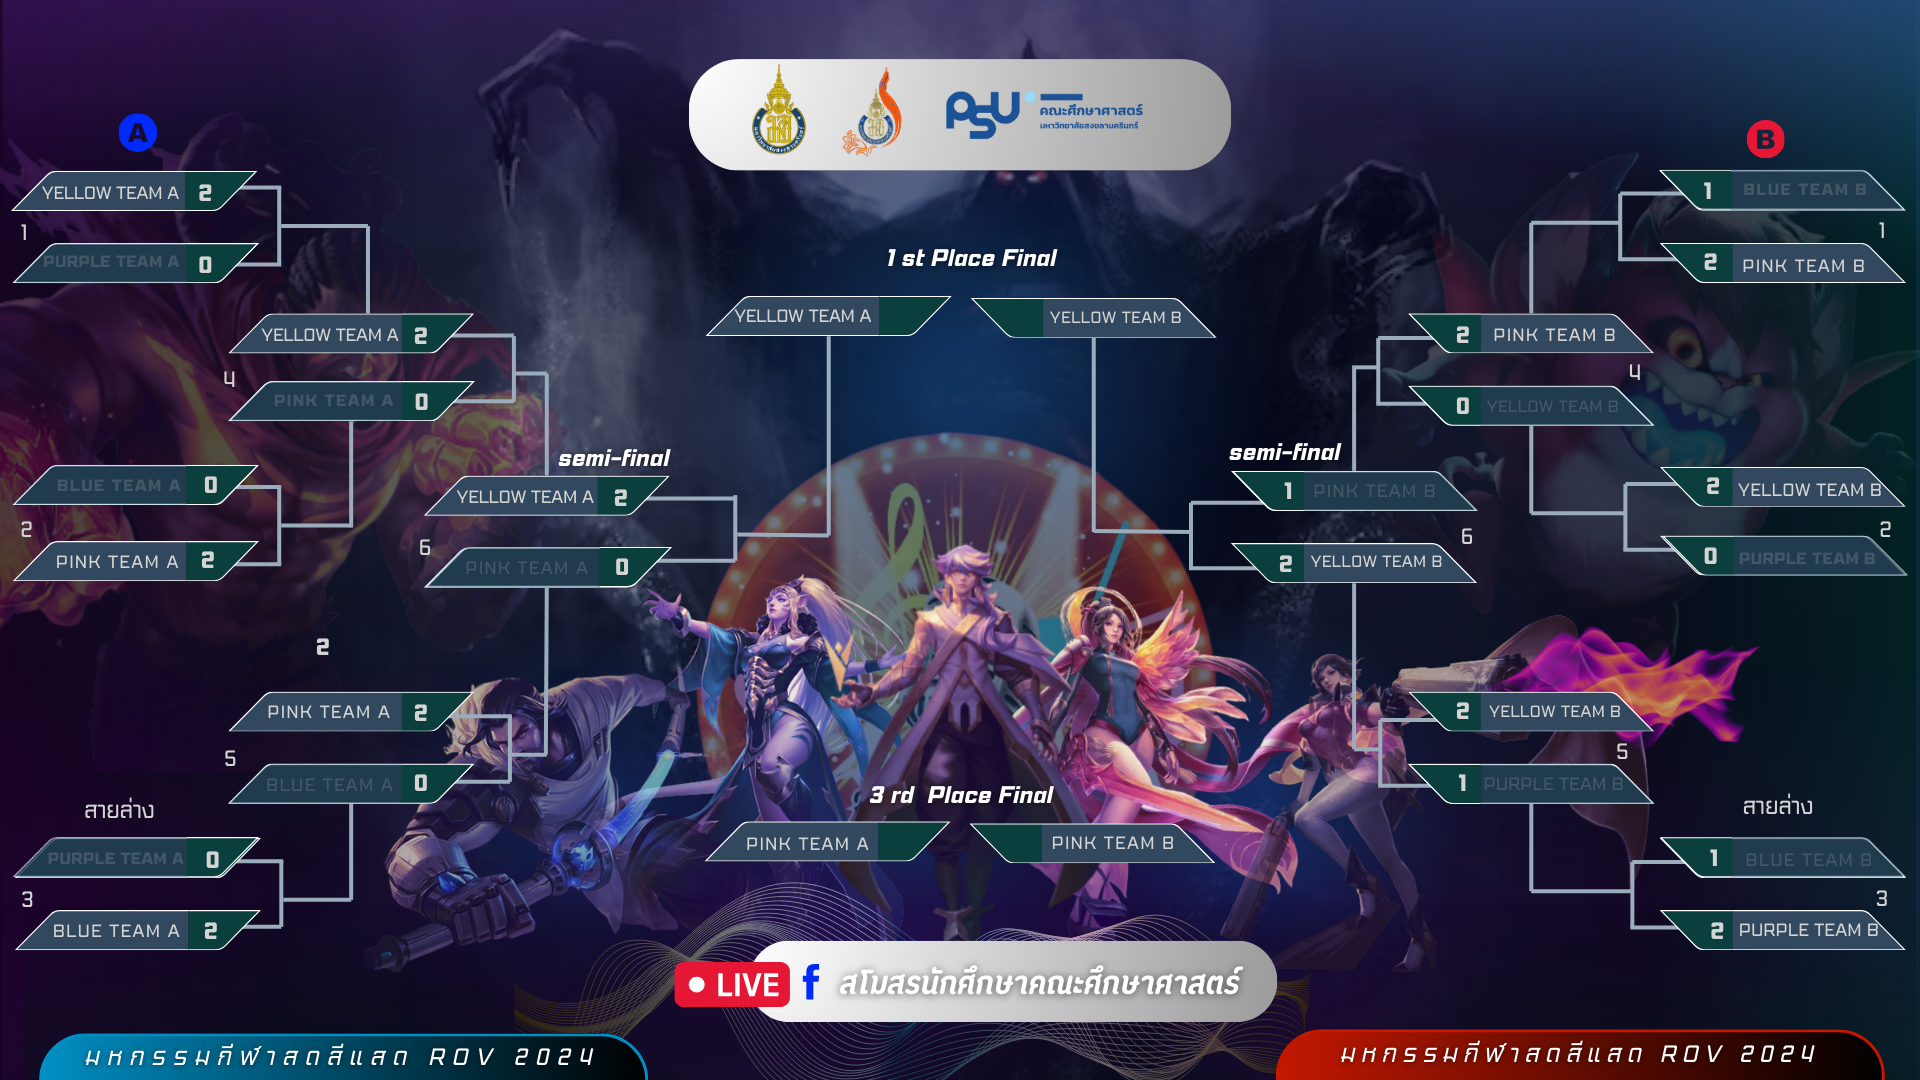 PSU
คณะศึกษาศาสตร์
มหาวิทยาลัยสงขลานครินทร์
A
YELLOW TEAM A 2
1
PURPLE TEAM A 0
YELLOW TEAM A 2
4
PINK TEAM A 0
BLUE TEAM A 0
2
PINK TEAM A 2
semi-final
YELLOW TEAM A 2
6
PINK TEAM A 0
2
PINK TEAM A 2
5
BLUE TEAM A 0
สายล่าง
PURPLE TEAM A 0
3
BLUE TEAM A 2
1 st Place Final
YELLOW TEAM A
YELLOW TEAM B
3 rd Place Final
PINK TEAM A
PINK TEAM B
B
1 BLUE TEAM B
1
2 PINK TEAM B
2 PINK TEAM B
4
0 YELLOW TEAM B
semi-final
1 PINK TEAM B
6
2 YELLOW TEAM B
2 YELLOW TEAM B
2
0 PURPLE TEAM B
2 YELLOW TEAM B
5
1 PURPLE TEAM B
สายล่าง
1 BLUE TEAM B
3
2 PURPLE TEAM B
LIVE f สโมสรนักศึกษาคณะศึกษาศาสตร์
มหกรรมกีฬาสดสีแสด ROV 2024
มหกรรมกีฬาสดสีแสด ROV 2024